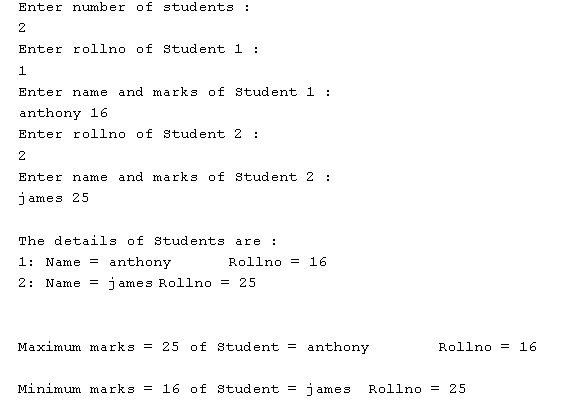 Enter number of students :
2
Enter rollno of Student 1 :
1
Enter name and marks of Student 1 :
anthony 16
Enter rollno of Student 2 :
2
Enter name and marks of Student 2 :
james 25
The details of Students are :
1: Name = anthony Rollno = 16
2: Name = james Rollno = 25
Maximum marks = 25 of Student = anthony Rollno = 16
Minimum marks = 16 of Student = james Rollno = 25